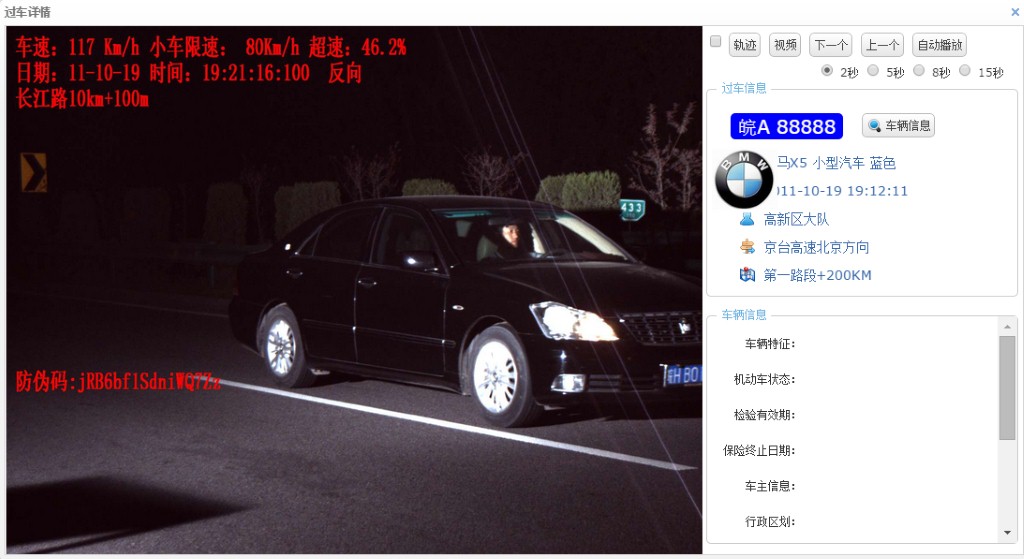 过车详情
车速: 117 Km/h 小车限速: 80Km/h 超速: 46.2%
日期: 11-10-19 时间: 19:21:16:100 反向
长江路10km+100m
433
防伪码:jRB6bflSdniWQ7Zz
轨迹 视频 下一个 上一个 自动播放
2秒 5秒 8秒 15秒
过车信息
皖A 88888 车辆信息
BMW
马X5 小型汽车 蓝色
011-10-19 19:12:11
高新区大队
京台高速北京方向
第一路段+200KM
车辆信息
车辆特征:
机动车状态:
检验有效期:
保险终止日期:
车主信息:
行政区划: